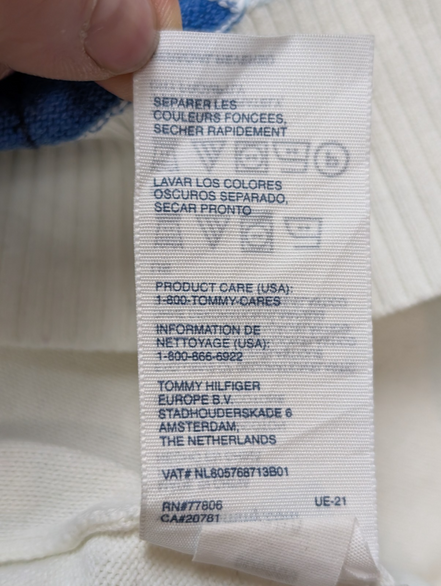 SEPARER LES
COULEURS FONCEES,
SECHER RAPIDEMENT
LAVAR LOS COLORES
OSCUROS SEPARADO,
SECAR PRONTO
PRODUCT CARE (USA):
1-800-TOMMY-CARES
INFORMATION DE
NETTOYAGE (USA):
1-800-866-6922
TOMMY HILFIGER
EUROPE B.V.
STADHOUDERSKADE 6
AMSTERDAM,
THE NETHERLANDS
VAT# NL805768713B01
RN#77806 UE-21
CA#20781